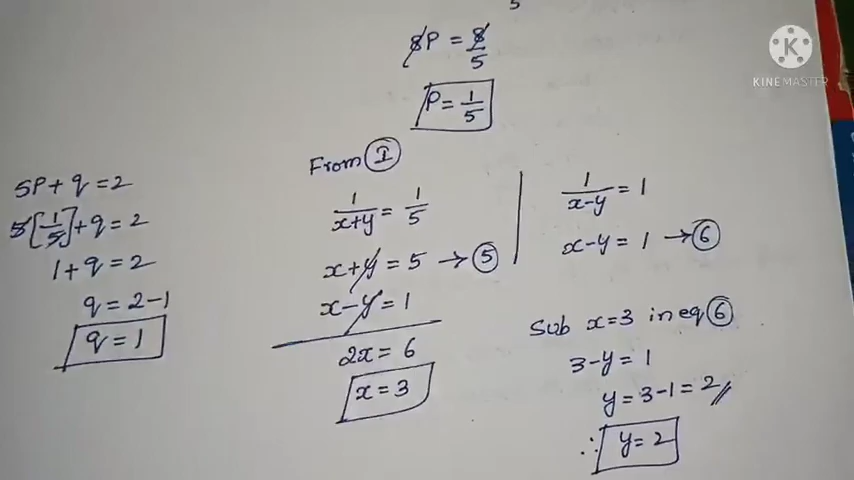 5
8P = 8/5
P = 1/5
5P + q = 2
5[1/5] + q = 2
1 + q = 2
q = 2 - 1
q = 1
From Ⓘ
1/(x+y) = 1/5
x + y = 5 → ⑤
x - y = 1
2x = 6
x = 3
1/(x-y) = 1
x - y = 1 → ⑥
Sub x = 3 in eq ⑥
3 - y = 1
y = 3 - 1 = 2 //
∴ y = 2
K
KINEMASTER